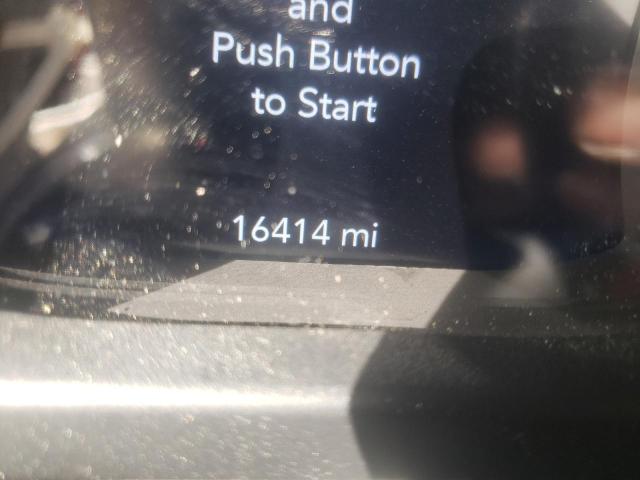 and
Push Button
to Start
16414 mi